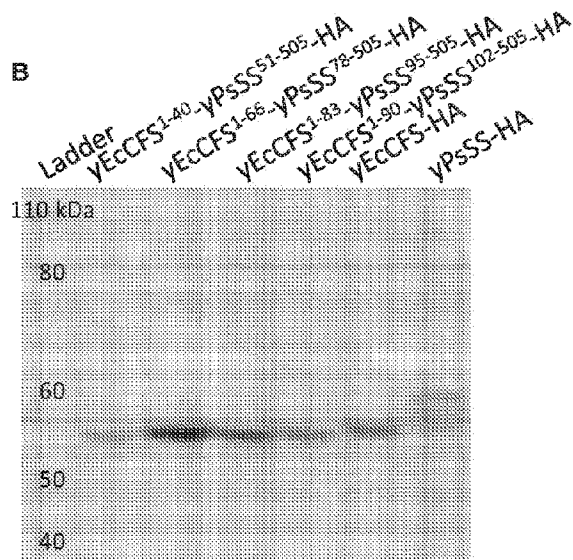 B
Ladder
yEcCFS1-40-yPsSS51-505-HA
yEcCFS1-66-yPsSS78-505-HA
yEcCFS1-83-yPsSS95-505-HA
yEcCFS1-90-yPsSS102-505-HA
yEcCFS-HA
yPsSS-HA
110 kDa
80
60
50
40